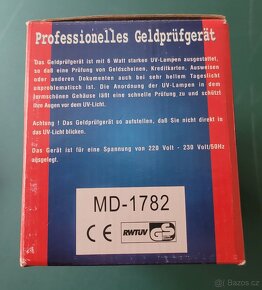 Professionelles Geldprüfgerät
Das Geldprüfgerät ist mit 6 Watt starken UV-Lampen ausgestattet,
so daß eine Prüfung von Geldscheinen, Kreditkarten, Ausweisen
oder anderen Dokumenten auch bei sehr hellem Tageslicht
unproblematisch ist. Die Anordnung der UV-Lampen in dem
formschönen Gehäuse läßt eine schnelle Prüfung zu und schützt
Ihre Augen vor dem UV-Licht.
Achtung ! Das Geldprüfgerät so aufstellen, daß Sie nicht direkt in
das UV-Licht blicken.
Das Gerät ist für eine Spannung von 220 Volt - 230 Volt/50Hz
ausgelegt.
MD-1782
CE RWTÜV GS
bazos.cz